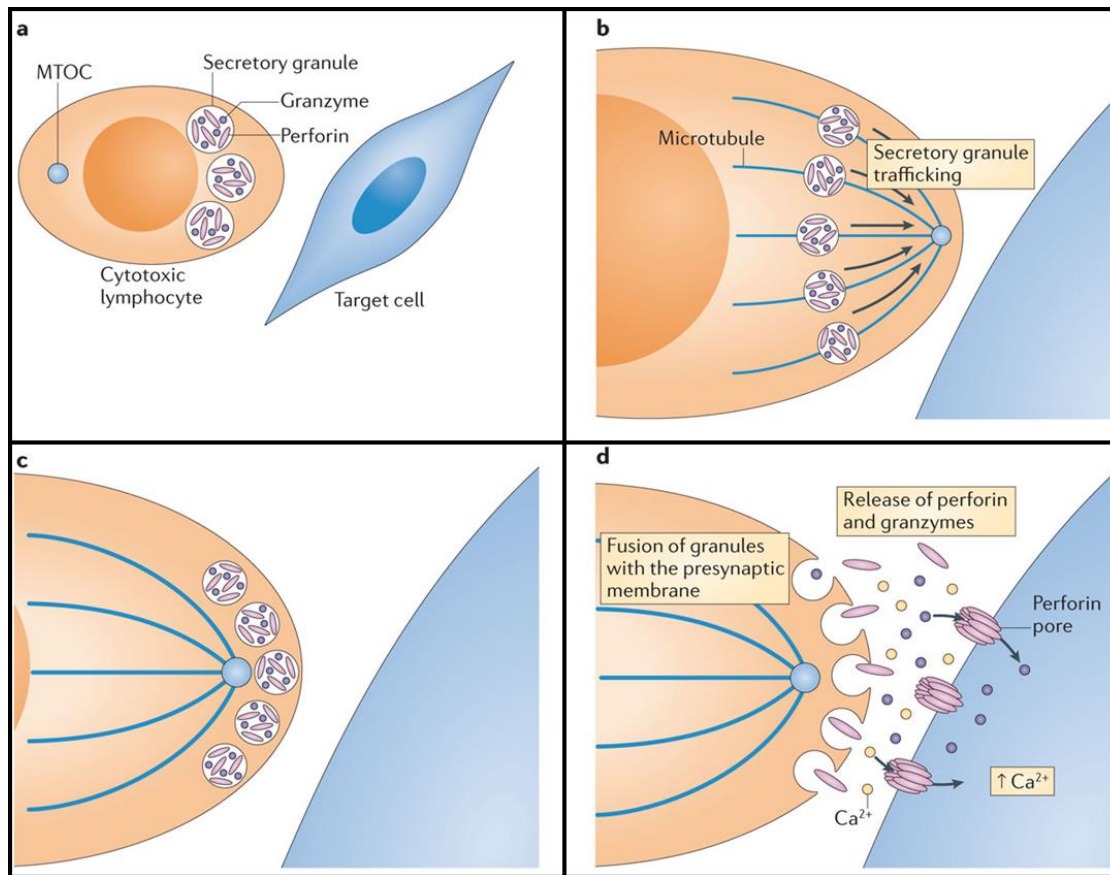 a
Secretory granule
MTOC
Granzyme
Perforin
Cytotoxic
lymphocyte
Target cell
b
Microtubule
Secretory granule
trafficking
c
d
Release of perforin
and granzymes
Fusion of granules
with the presynaptic
membrane
Perforin
pore
↑ Ca²⁺
Ca²⁺